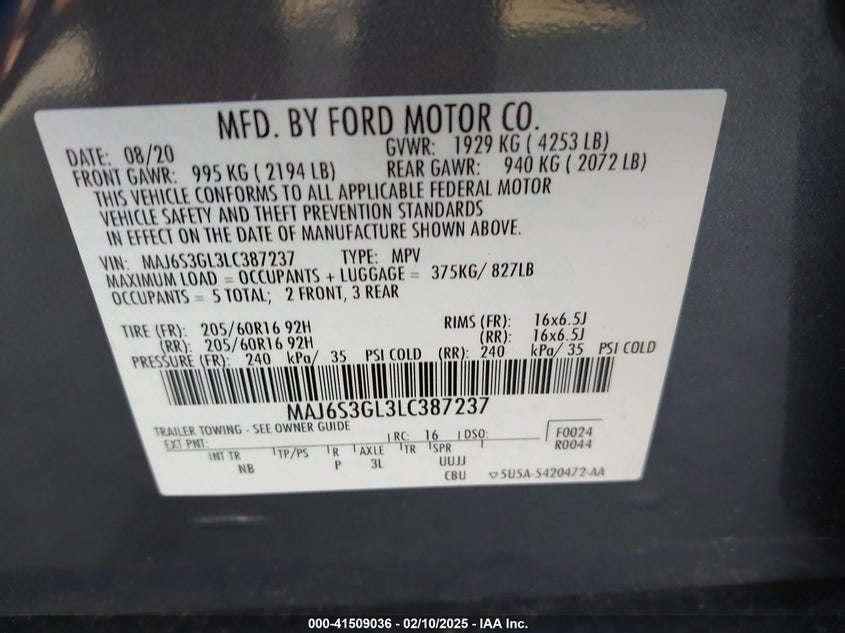 MFD. BY FORD MOTOR CO.
DATE: 08/20 GVWR: 1929 KG ( 4253 LB)
FRONT GAWR: 995 KG ( 2194 LB) REAR GAWR: 940 KG ( 2072 LB)
THIS VEHICLE CONFORMS TO ALL APPLICABLE FEDERAL MOTOR
VEHICLE SAFETY AND THEFT PREVENTION STANDARDS
IN EFFECT ON THE DATE OF MANUFACTURE SHOWN ABOVE.
VIN: MAJ6S3GL3LC387237 TYPE: MPV
MAXIMUM LOAD = OCCUPANTS + LUGGAGE = 375KG/ 827LB
OCCUPANTS = 5 TOTAL; 2 FRONT, 3 REAR
TIRE (FR): 205/60R16 92H RIMS (FR): 16x6.5J
(RR): 205/60R16 92H (RR): 16x6.5J
PRESSURE (FR): 240 kPa/ 35 PSI COLD (RR): 240 kPa/ 35 PSI COLD
MAJ6S3GL3LC387237
TRAILER TOWING - SEE OWNER GUIDE
EXT PNT: RC: 16 DSO: F0024
R0044
INT TR TP/PS R AXLE TR SPR
NB P 3L UUJJ
CBU SU5A-5420472-AA
000-41509036 - 02/10/2025 - IAA Inc.